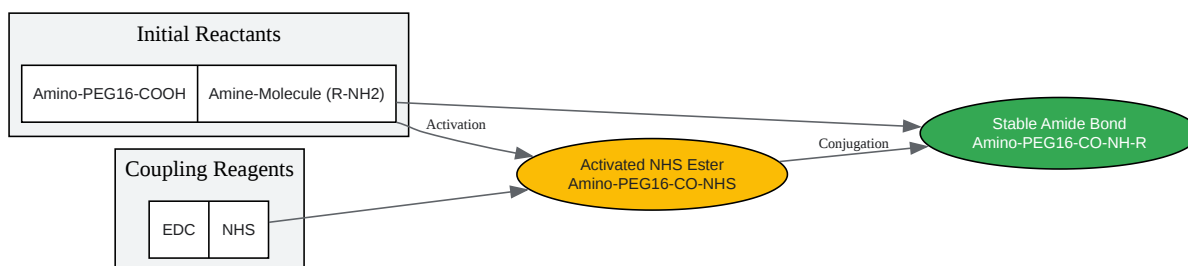 Initial Reactants
Amino-PEG16-COOH
Amine-Molecule (R-NH2)
Activation
Coupling Reagents
EDC
NHS
Activated NHS Ester
Amino-PEG16-CO-NHS
Conjugation
Stable Amide Bond
Amino-PEG16-CO-NH-R